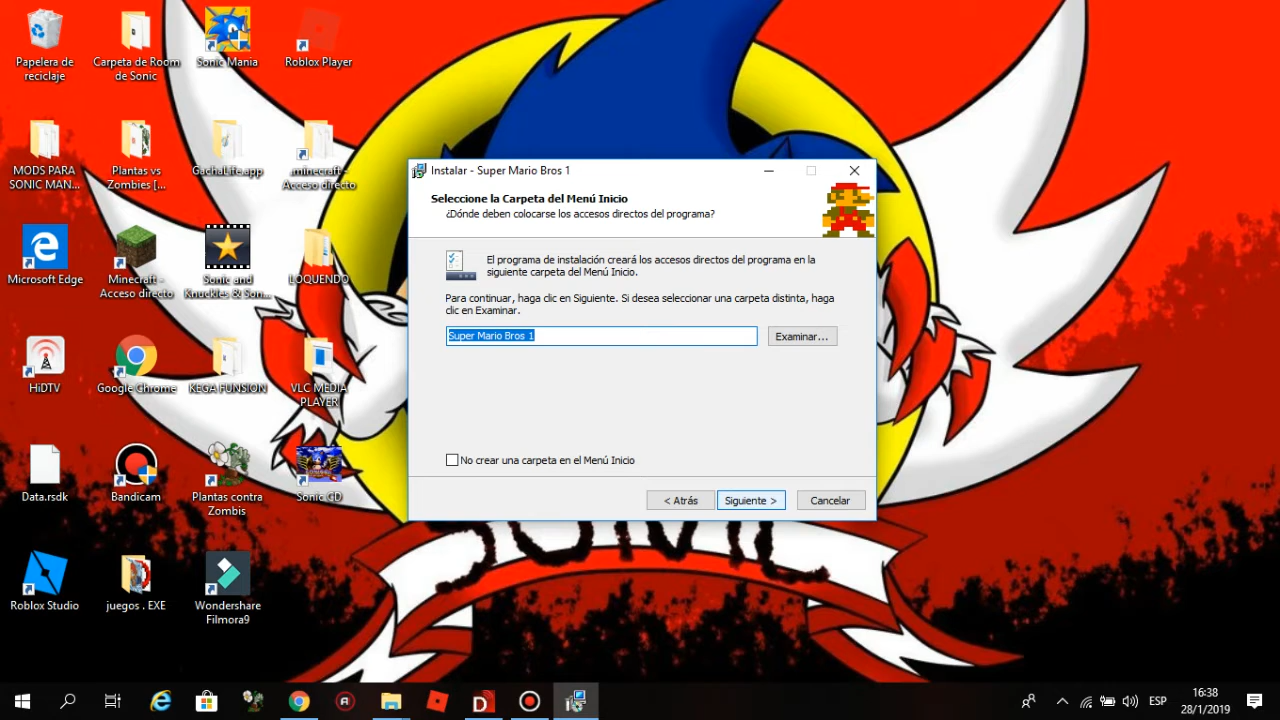 Papelera de
reciclaje
Carpeta de Room
de Sonic
Sonic Mania
Roblox Player
MODS PARA
SONIC MAN...
Plantas vs
Zombies [...
GachaLife.app
.minecraft -
Acceso directo
Microsoft Edge
Minecraft -
Acceso directo
Sonic and
Knuckles & Son...
LOQUENDO
HiDTV
Google Chrome
KEGA FUNSION
VLC MEDIA
PLAYER
Data.rsdk
Bandicam
Plantas contra
Zombis
Sonic CD
Roblox Studio
juegos . EXE
Wondershare
Filmora9
Instalar - Super Mario Bros 1
Seleccione la Carpeta del Menú Inicio
¿Dónde deben colocarse los accesos directos del programa?
El programa de instalación creará los accesos directos del programa en la
siguiente carpeta del Menú Inicio.
Para continuar, haga clic en Siguiente. Si desea seleccionar una carpeta distinta, haga
clic en Examinar.
Super Mario Bros 1
Examinar...
No crear una carpeta en el Menú Inicio
< Atrás
Siguiente >
Cancelar
SONIC
ESP
16:38
28/1/2019